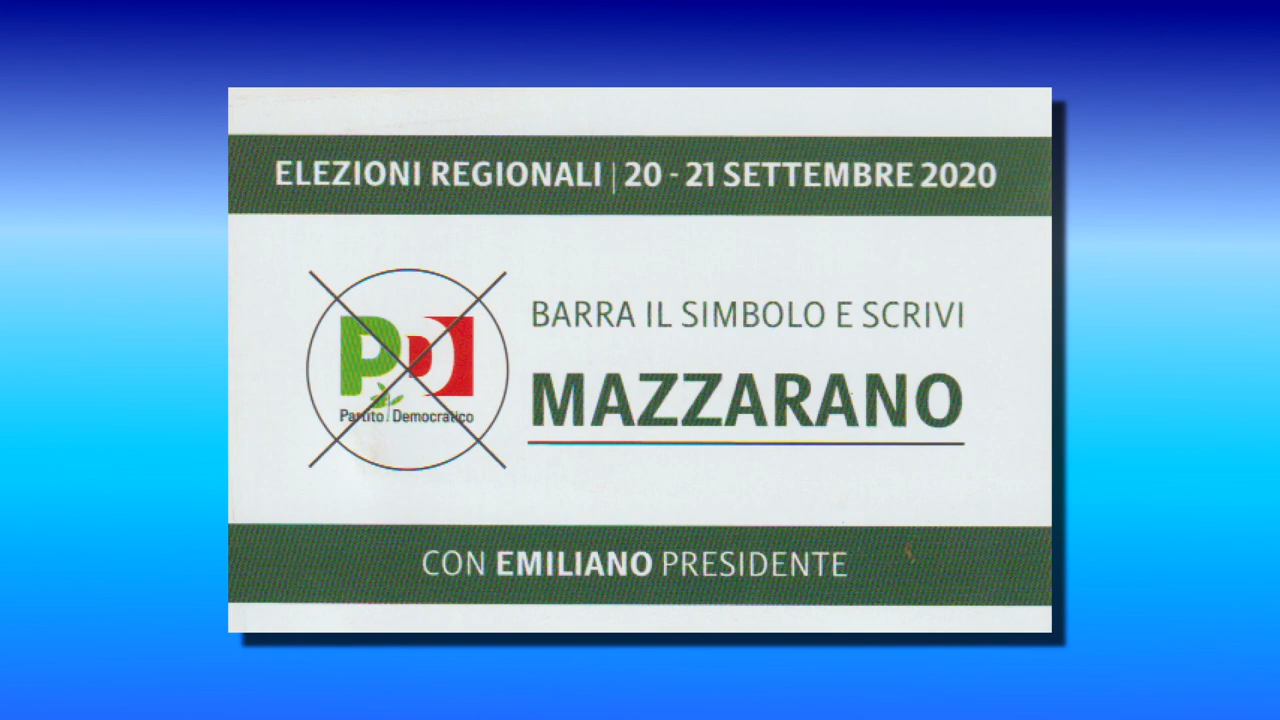 ELEZIONI REGIONALI | 20 - 21 SETTEMBRE 2020
PD
Partito Democratico
BARRA IL SIMBOLO E SCRIVI
MAZZARANO
CON EMILIANO PRESIDENTE